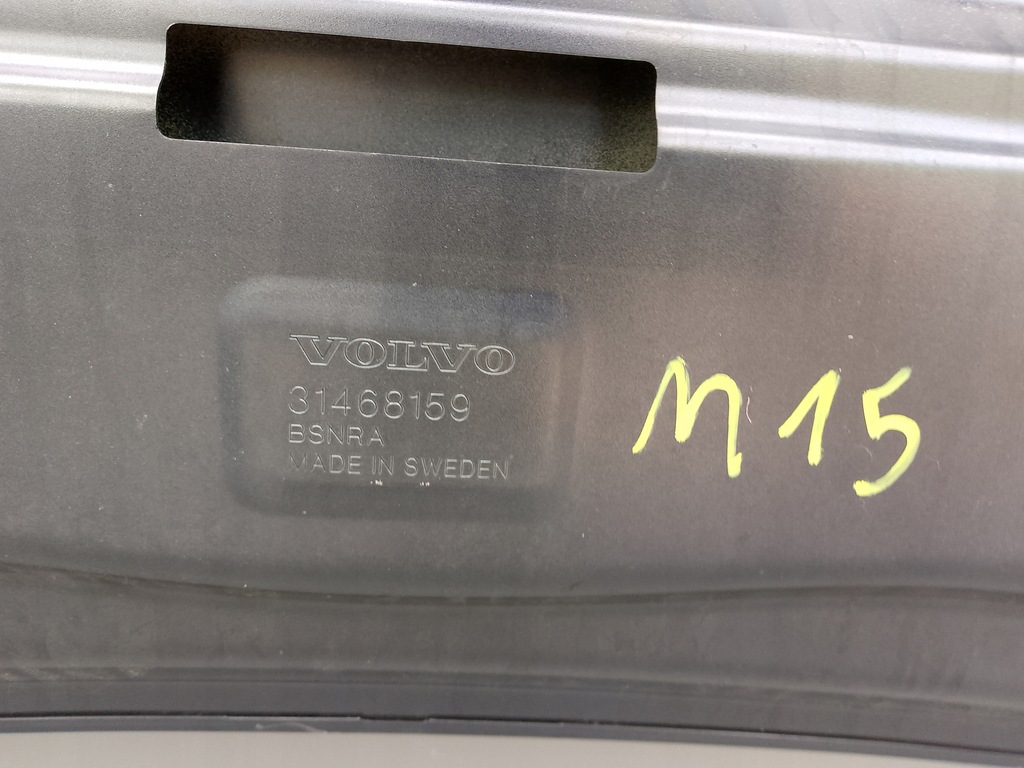 VOLVO
31468159
BSNRA
MADE IN SWEDEN
M15